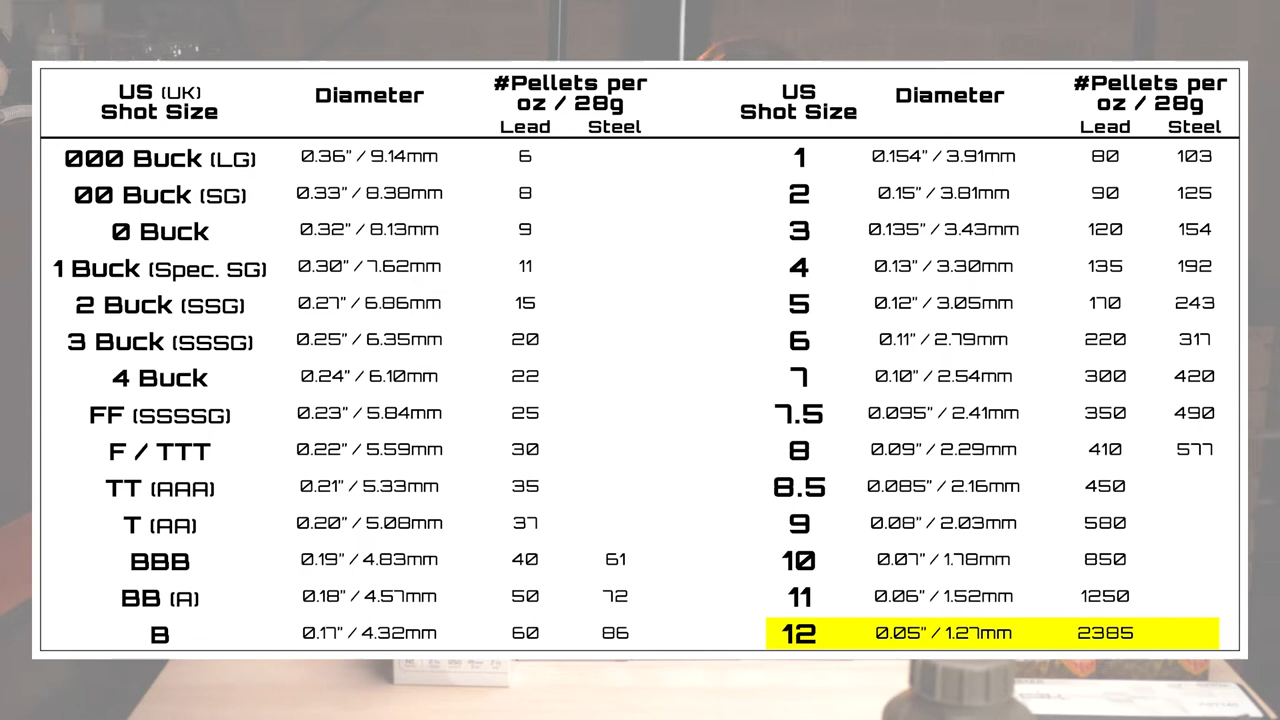 US (UK) Shot Size Diameter #Pellets per oz / 28g Lead Steel US Shot Size Diameter #Pellets per oz / 28g Lead Steel
000 Buck (LG) 0.36" / 9.14mm 6 1 0.154" / 3.91mm 80 103
00 Buck (SG) 0.33" / 8.38mm 8 2 0.15" / 3.81mm 90 125
0 Buck 0.32" / 8.13mm 9 3 0.135" / 3.43mm 120 154
1 Buck (Spec. SG) 0.30" / 7.62mm 11 4 0.13" / 3.30mm 135 192
2 Buck (SSG) 0.27" / 6.86mm 15 5 0.12" / 3.05mm 170 243
3 Buck (SSSG) 0.25" / 6.35mm 20 6 0.11" / 2.79mm 220 317
4 Buck 0.24" / 6.10mm 22 7 0.10" / 2.54mm 300 420
FF (SSSSG) 0.23" / 5.84mm 25 7.5 0.095" / 2.41mm 350 490
F / TTT 0.22" / 5.59mm 30 8 0.09" / 2.29mm 410 577
TT (AAA) 0.21" / 5.33mm 35 8.5 0.085" / 2.16mm 450
T (AA) 0.20" / 5.08mm 37 9 0.08" / 2.03mm 580
BBB 0.19" / 4.83mm 40 61 10 0.07" / 1.78mm 850
BB (A) 0.18" / 4.57mm 50 72 11 0.06" / 1.52mm 1250
B 0.17" / 4.32mm 60 86 12 0.05" / 1.27mm 2385